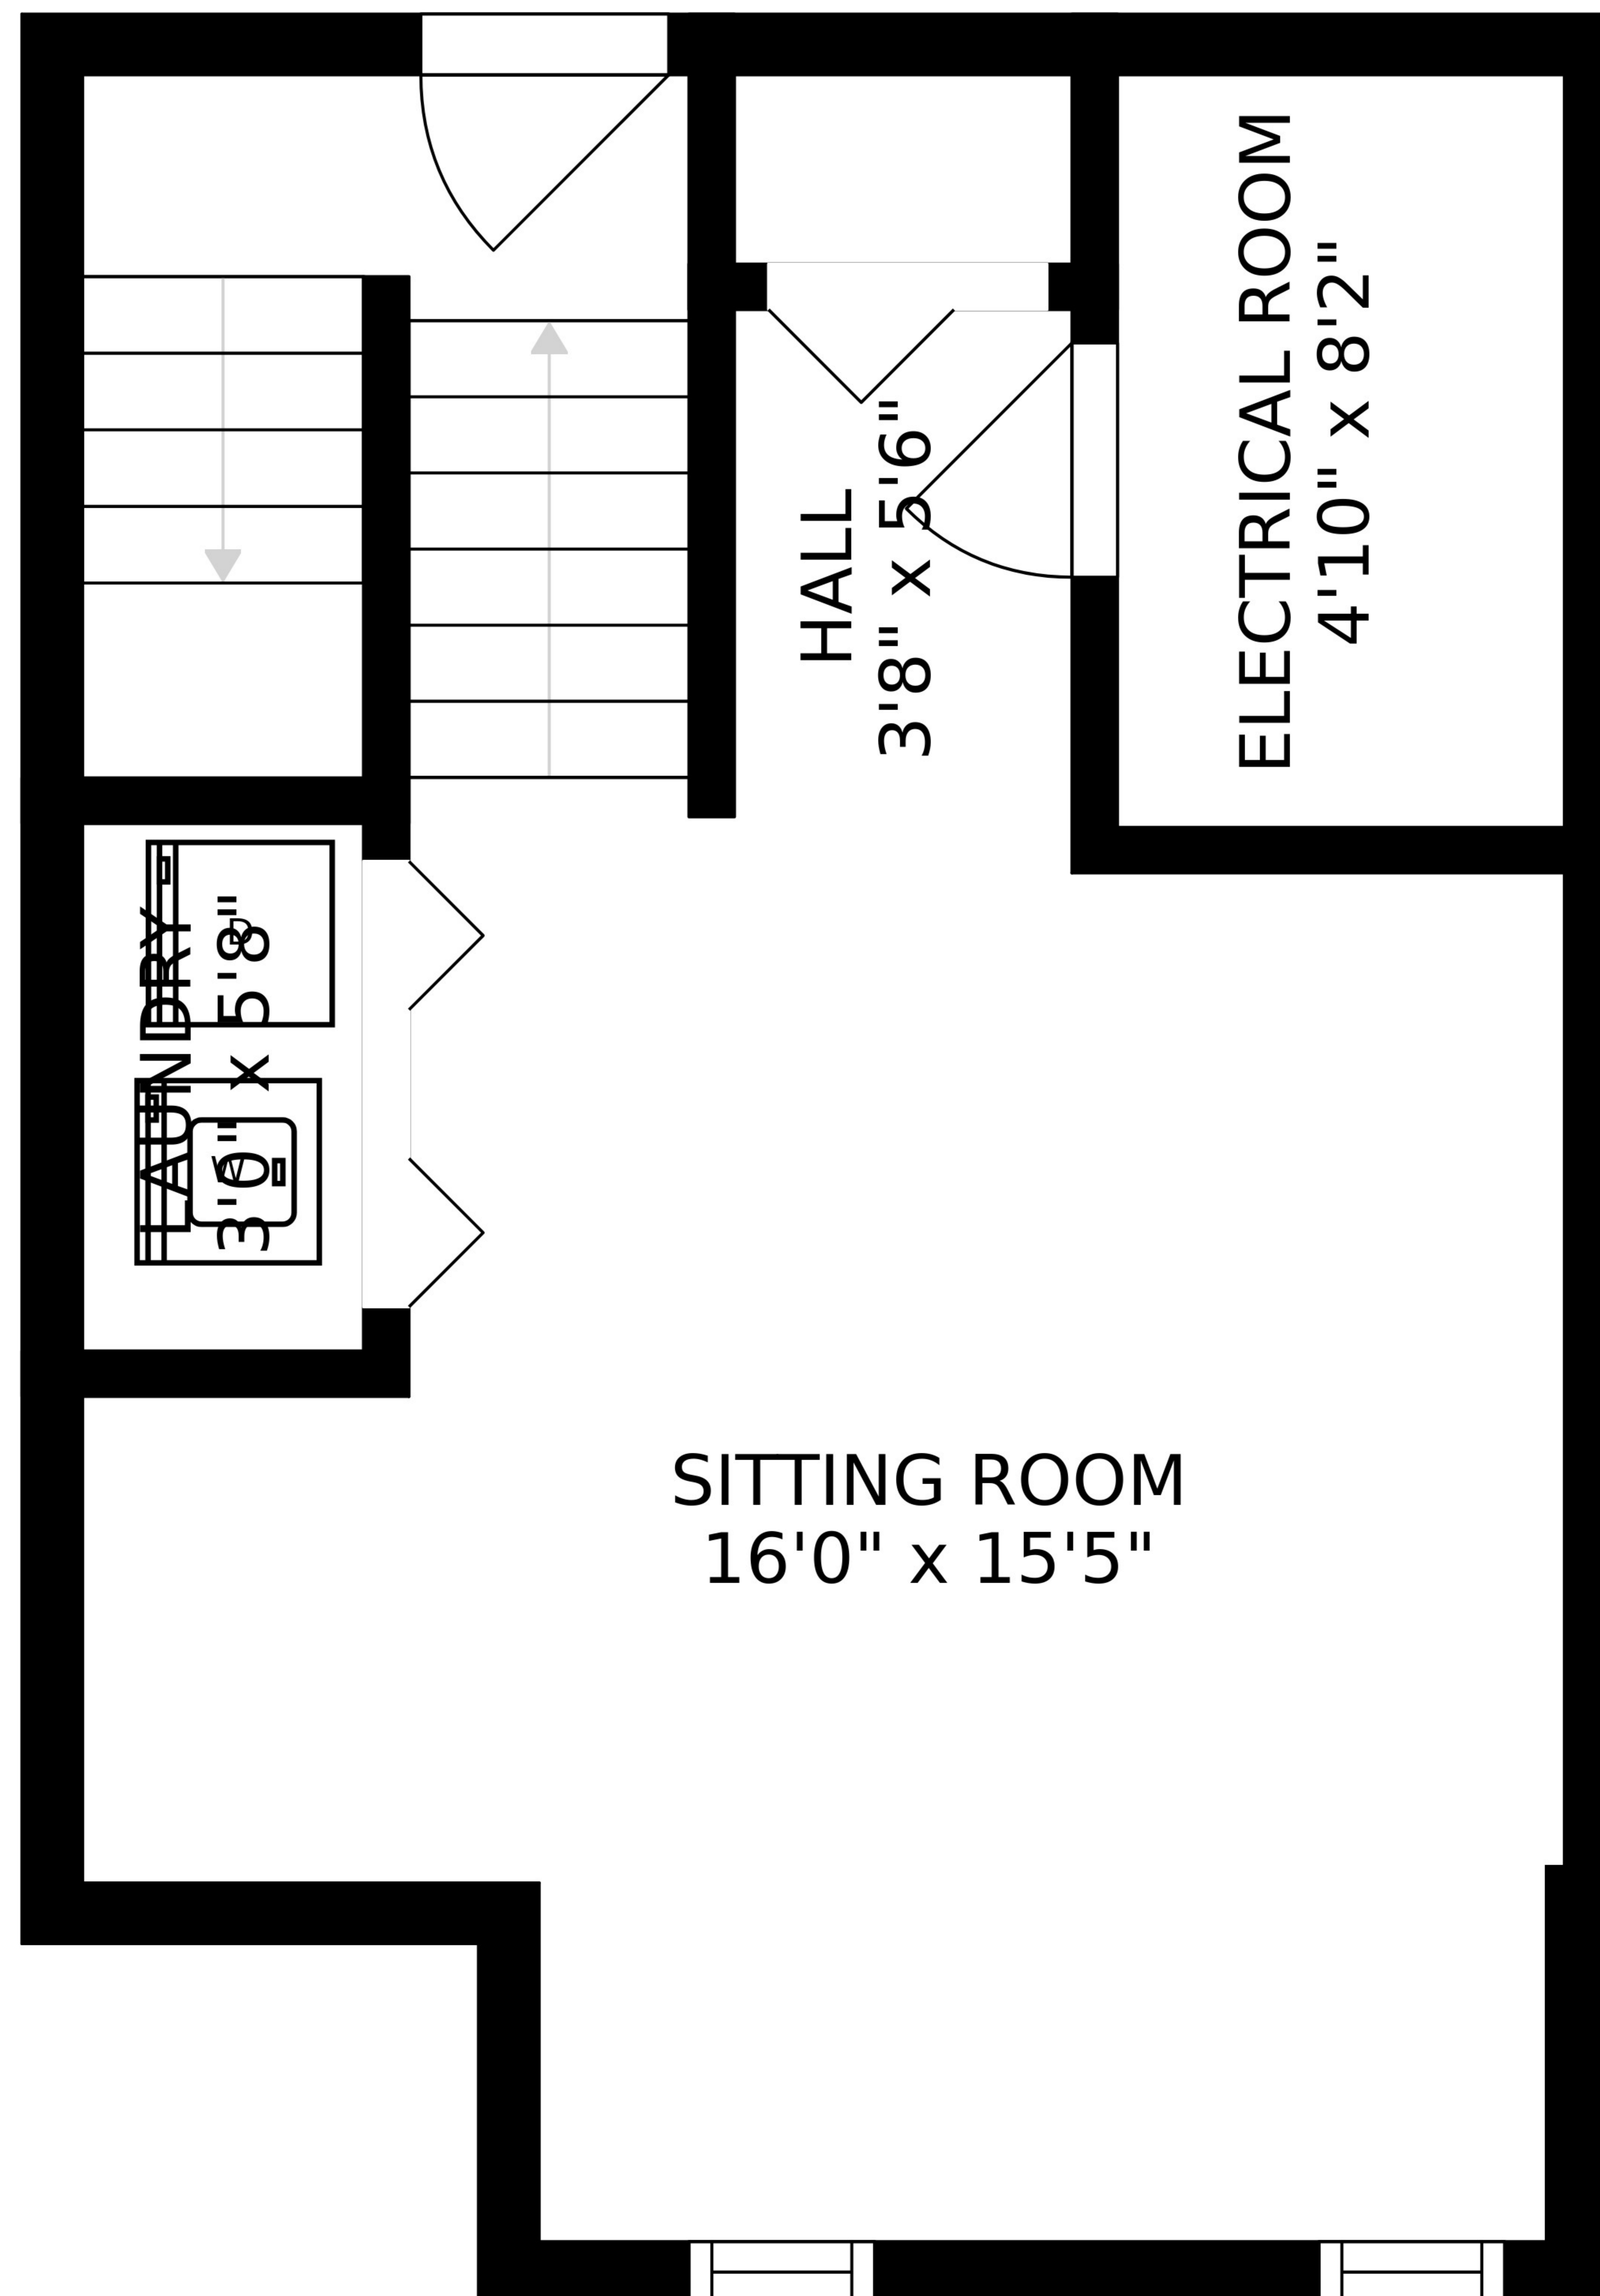 ELECTRICAL ROOM
4'10" x 8'2"
HALL
3'8" x 5'6"
LAUNDRY
3'0" x 5'8"
D
W
SITTING ROOM
16'0" x 15'5"